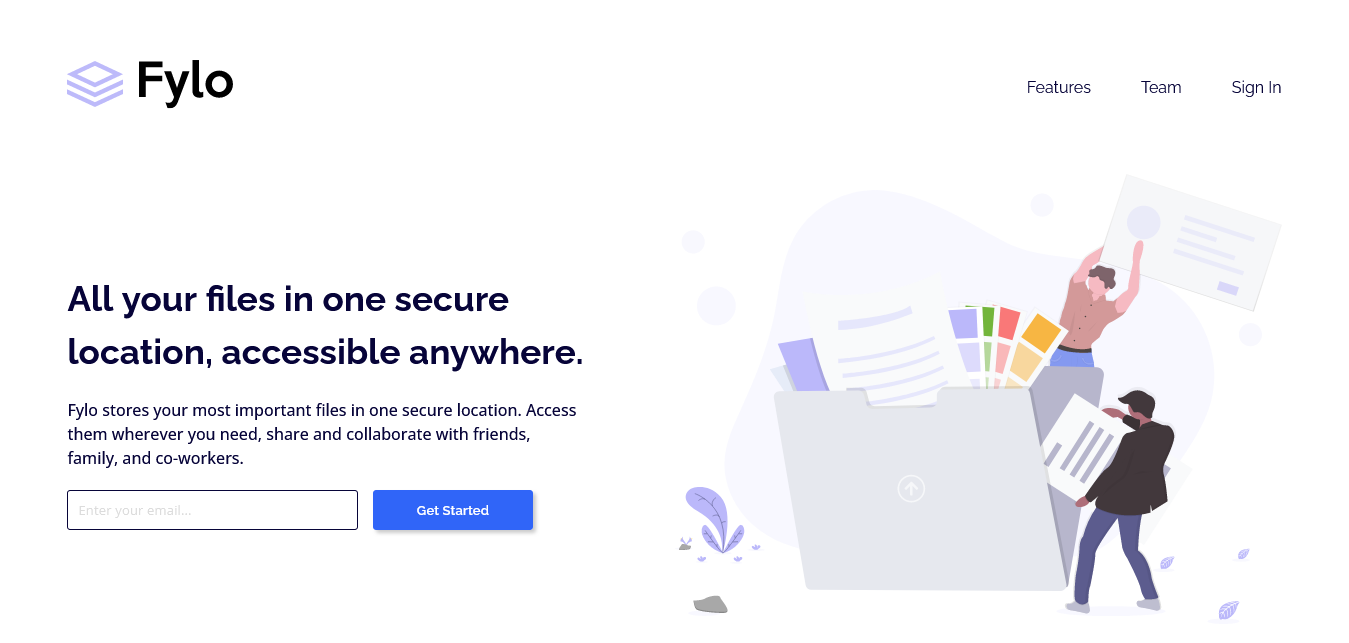 Fylo
Features Team Sign In
All your files in one secure
location, accessible anywhere.
Fylo stores your most important files in one secure location. Access
them wherever you need, share and collaborate with friends,
family, and co-workers.
Enter your email... Get Started